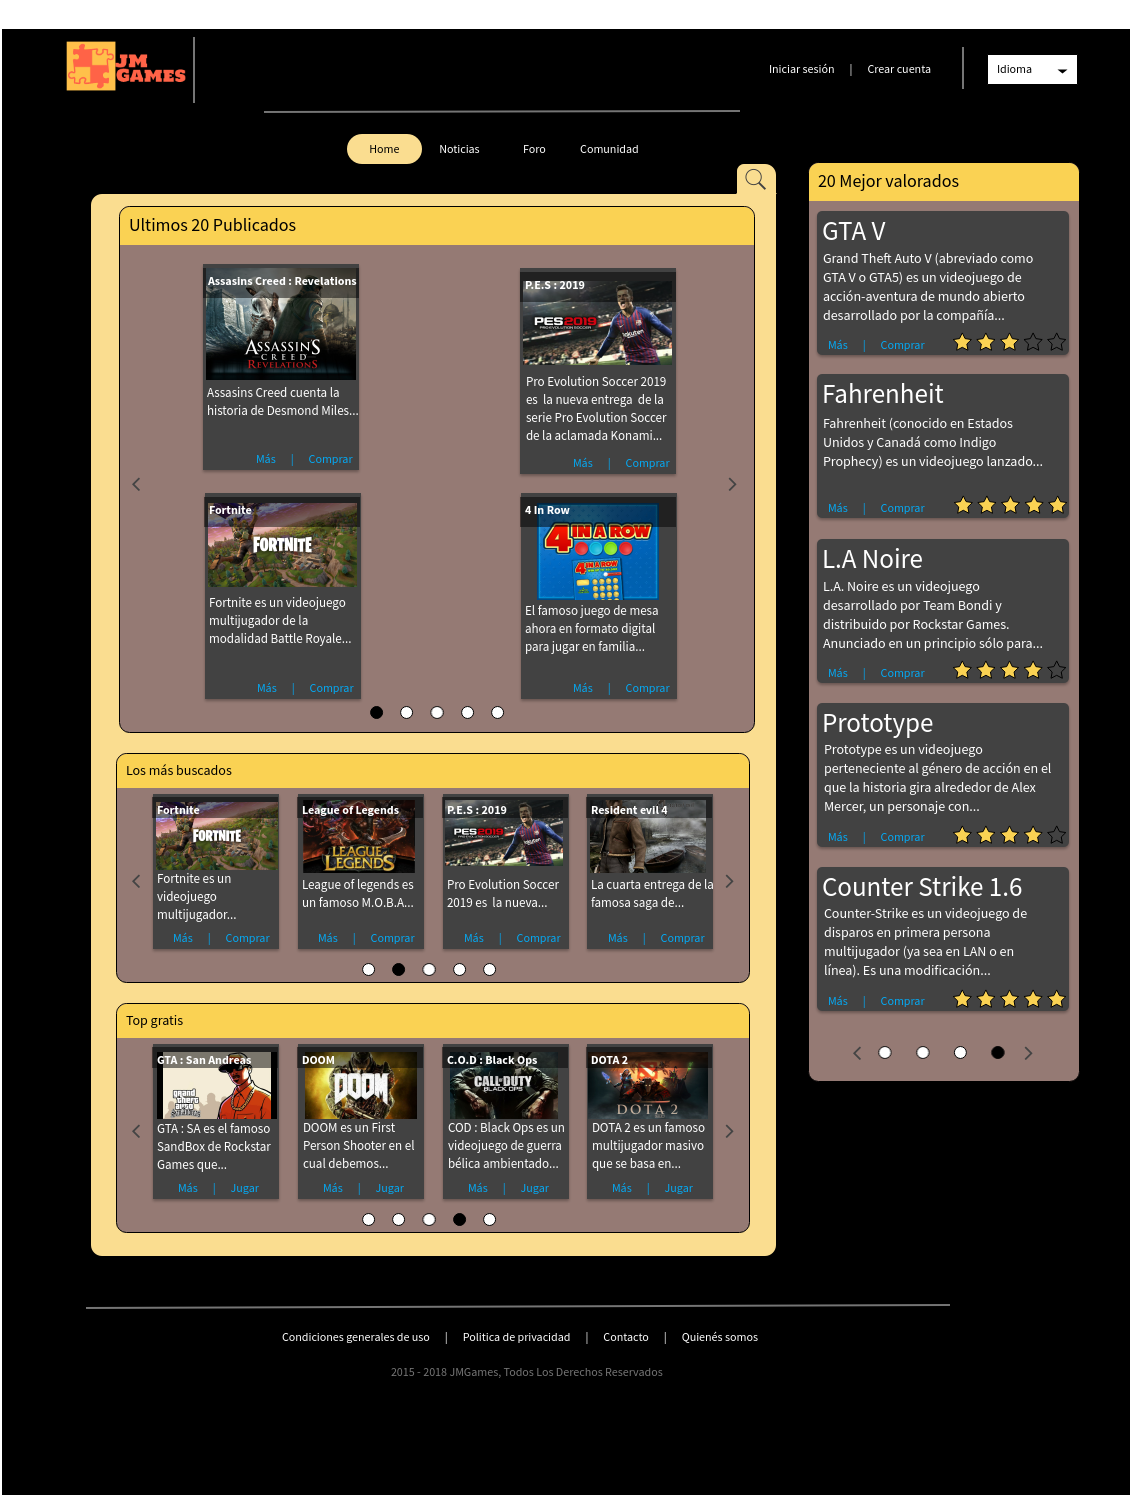 JM
GAMES
Iniciar sesión | Crear cuenta
Idioma
Home Noticias Foro Comunidad
Ultimos 20 Publicados
Assasins Creed : Revelations
ASSASSIN'S
CREED
REVELATIONS
Assasins Creed cuenta la
historia de Desmond Miles...
Más | Comprar
P.E.S : 2019
PES2019
PRO EVOLUTION SOCCER
Rakuten
Pro Evolution Soccer 2019
es la nueva entrega de la
serie Pro Evolution Soccer
de la aclamada Konami...
Más | Comprar
Fortnite
FORTNITE
Fortnite es un videojuego
multijugador de la
modalidad Battle Royale...
Más | Comprar
4 In Row
4 IN A ROW
4 IN A ROW
El famoso juego de mesa
ahora en formato digital
para jugar en familia...
Más | Comprar
Los más buscados
Fortnite
FORTNITE
Fortnite es un
videojuego
multijugador...
Más | Comprar
League of Legends
LEAGUE OF
LEGENDS
League of legends es
un famoso M.O.B.A...
Más | Comprar
P.E.S : 2019
PES2019
PRO EVOLUTION SOCCER
Pro Evolution Soccer
2019 es la nueva...
Más | Comprar
Resident evil 4
La cuarta entrega de la
famosa saga de...
Más | Comprar
Top gratis
GTA : San Andreas
grand
theft
auto
GTA : SA es el famoso
SandBox de Rockstar
Games que...
Más | Jugar
DOOM
DOOM
DOOM es un First
Person Shooter en el
cual debemos...
Más | Jugar
C.O.D : Black Ops
CALL OF DUTY
BLACK OPS
COD : Black Ops es un
videojuego de guerra
bélica ambientado...
Más | Jugar
DOTA 2
DOTA 2
DOTA 2 es un famoso
multijugador masivo
que se basa en...
Más | Jugar
20 Mejor valorados
GTA V
Grand Theft Auto V (abreviado como
GTA V o GTA5) es un videojuego de
acción-aventura de mundo abierto
desarrollado por la compañía...
Más | Comprar
Fahrenheit
Fahrenheit (conocido en Estados
Unidos y Canadá como Indigo
Prophecy) es un videojuego lanzado...
Más | Comprar
L.A Noire
L.A. Noire es un videojuego
desarrollado por Team Bondi y
distribuido por Rockstar Games.
Anunciado en un principio sólo para...
Más | Comprar
Prototype
Prototype es un videojuego
perteneciente al género de acción en el
que la historia gira alrededor de Alex
Mercer, un personaje con...
Más | Comprar
Counter Strike 1.6
Counter-Strike es un videojuego de
disparos en primera persona
multijugador (ya sea en LAN o en
línea). Es una modificación...
Más | Comprar
Condiciones generales de uso | Politica de privacidad | Contacto | Quienés somos
2015 - 2018 JMGames, Todos Los Derechos Reservados